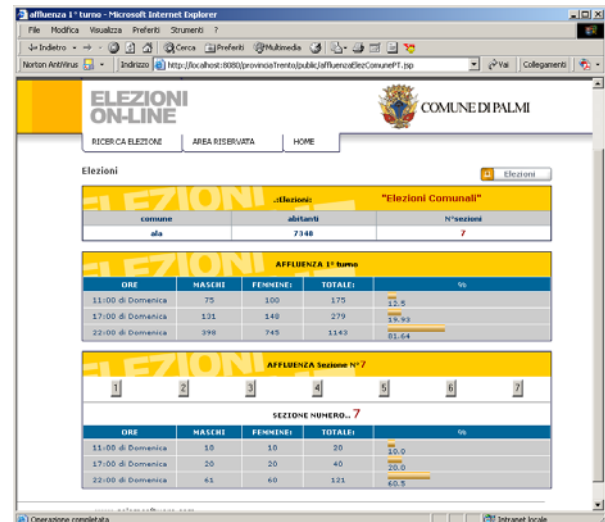 affluenza 1° turno - Microsoft Internet Explorer
File Modifica Visualizza Preferiti Strumenti ?
Indietro Cerca Preferiti Multimedia
Norton AntiVirus Indirizzo http://localhost:8080/provinciaTrento/public/affluenzaElezComunePT.jsp Vai Collegamenti
ELEZIONI
ON-LINE
COMUNE DI PALMI
RICERCA ELEZIONI AREA RISERVATA HOME
Elezioni Elezioni
ELEZIONI .:Elezioni: "Elezioni Comunali"
comune abitanti N°sezioni
ala 7348 7
ELEZIONI AFFLUENZA 1° turno
ORE MASCHI FEMMINE: TOTALE: %
11:00 di Domenica 75 100 175 12.5
17:00 di Domenica 131 148 279 19.93
22:00 di Domenica 398 745 1143 81.64
ELEZIONI AFFLUENZA Sezione N°7
1 2 3 4 5 6 7
SEZIONE NUMERO.. 7
ORE MASCHI FEMMINE: TOTALE: %
11:00 di Domenica 10 10 20 10.0
17:00 di Domenica 20 20 40 20.0
22:00 di Domenica 61 60 121 60.5
Operazione completata Intranet locale